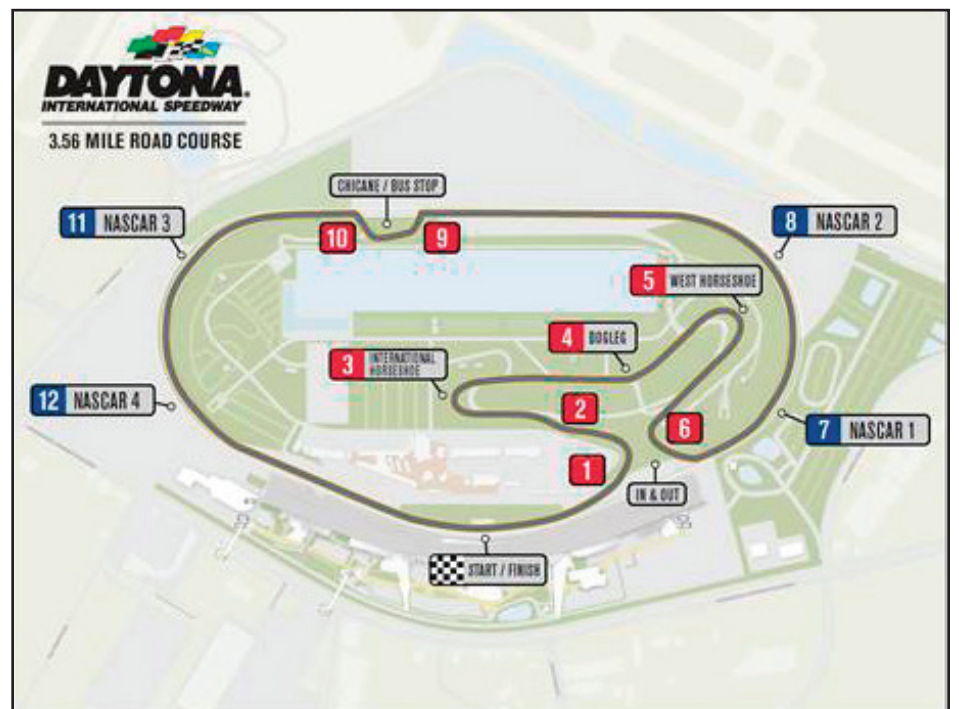 DAYTONA
INTERNATIONAL SPEEDWAY
3.56 MILE ROAD COURSE
CHICANE / BUS STOP
11 NASCAR 3
10
9
8 NASCAR 2
5 WEST HORSESHOE
4 DOGLEG
3 INTERNATIONAL
HORSESHOE
12 NASCAR 4
2
6
7 NASCAR 1
1
IN & OUT
START / FINISH